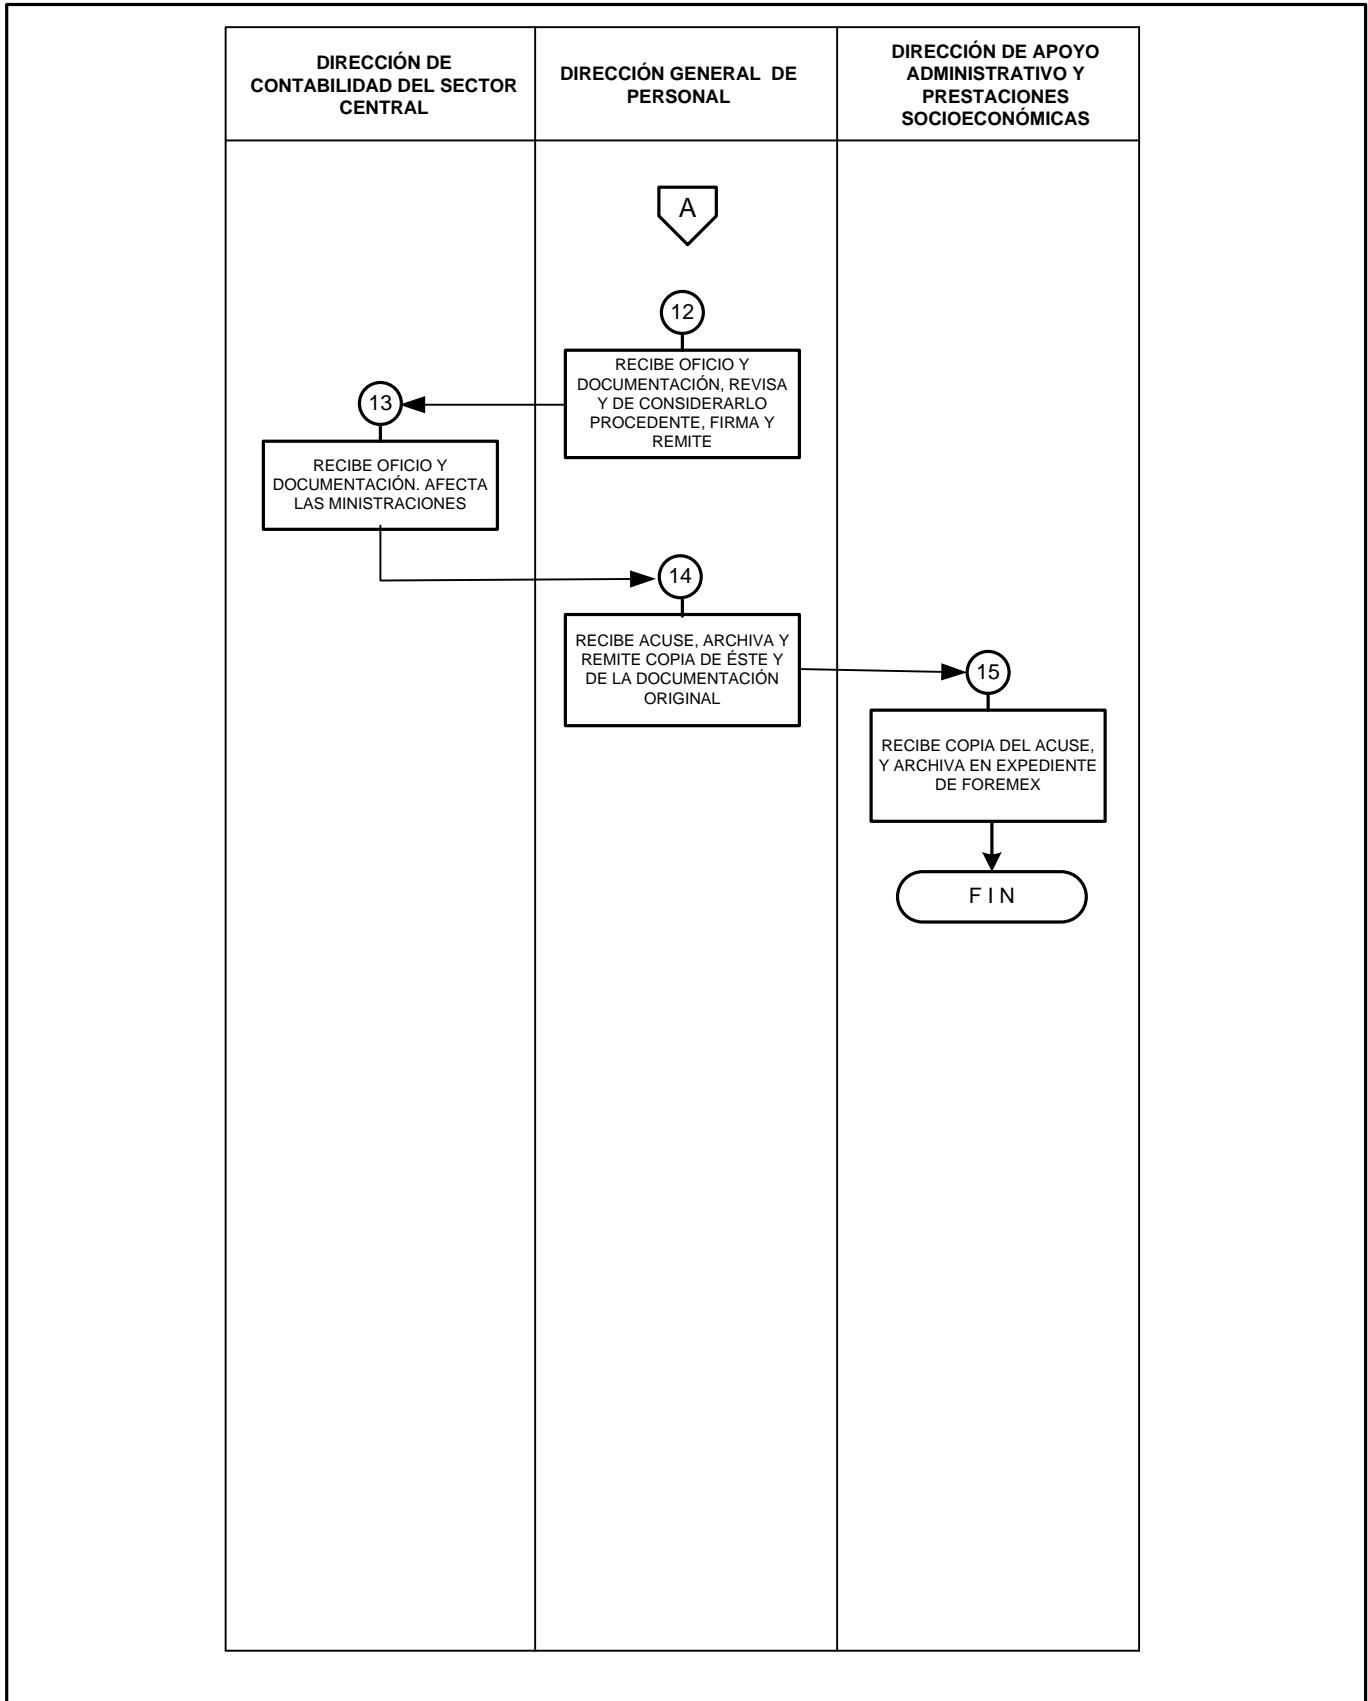 DIRECCIÓN DE
CONTABILIDAD DEL SECTOR
CENTRAL
DIRECCIÓN GENERAL DE
PERSONAL
DIRECCIÓN DE APOYO
ADMINISTRATIVO Y
PRESTACIONES
SOCIOECONÓMICAS
A
12
RECIBE OFICIO Y
DOCUMENTACIÓN, REVISA
Y DE CONSIDERARLO
PROCEDENTE, FIRMA Y
REMITE
13
RECIBE OFICIO Y
DOCUMENTACIÓN. AFECTA
LAS MINISTRACIONES
14
RECIBE ACUSE, ARCHIVA Y
REMITE COPIA DE ÉSTE Y
DE LA DOCUMENTACIÓN
ORIGINAL
15
RECIBE COPIA DEL ACUSE,
Y ARCHIVA EN EXPEDIENTE
DE FOREMEX
F I N